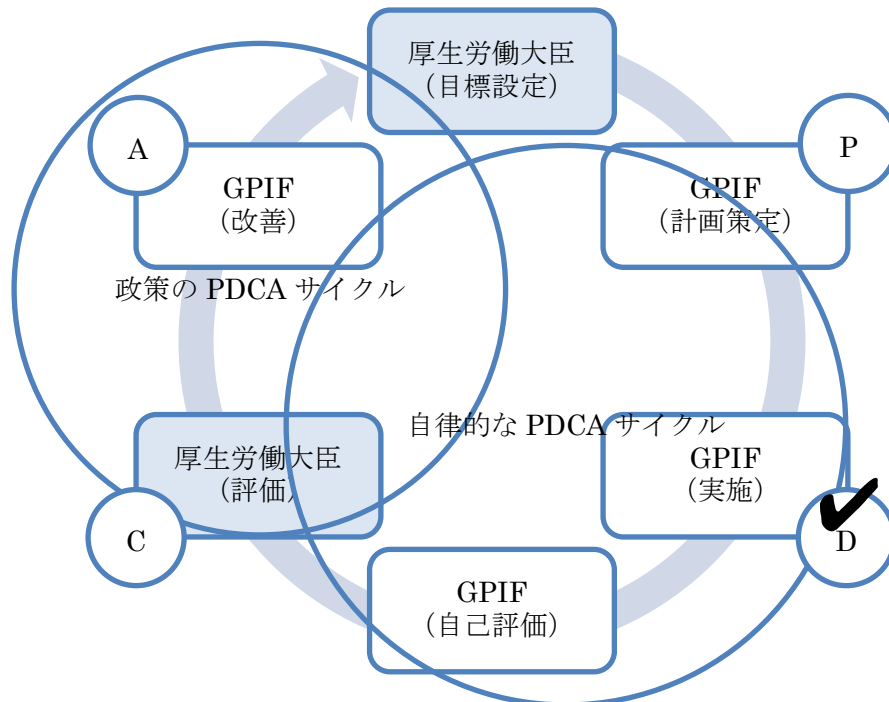 厚生労働大臣
（目標設定）
A
P
GPIF
（改善）
GPIF
（計画策定）
政策の PDCA サイクル
自律的な PDCA サイクル
厚生労働大臣
（評価）
GPIF
（実施）
C
D
GPIF
（自己評価）